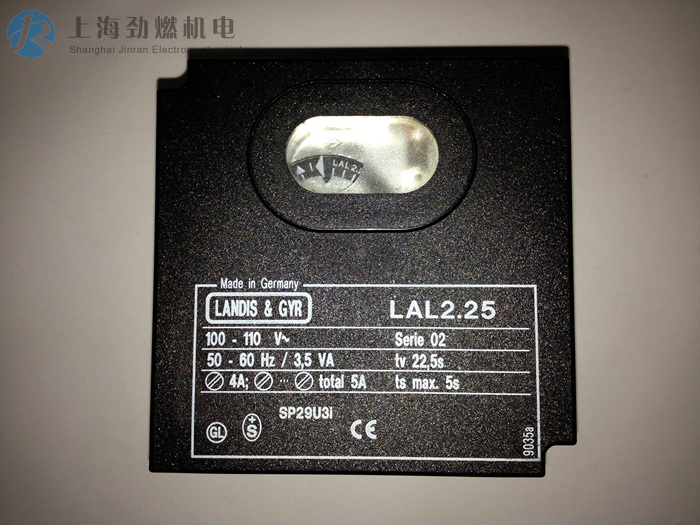 上海劲燃机电
Shanghai Jinran Electromechanical
LAL2.
Made in Germany
LANDIS & GYR
LAL2.25
100 - 110 V~
Serie 02
50 - 60 Hz / 3,5 VA
tv 22,5s
4A; ... total 5A
ts max. 5s
SP29U3i
GL
+S
CE
9035a